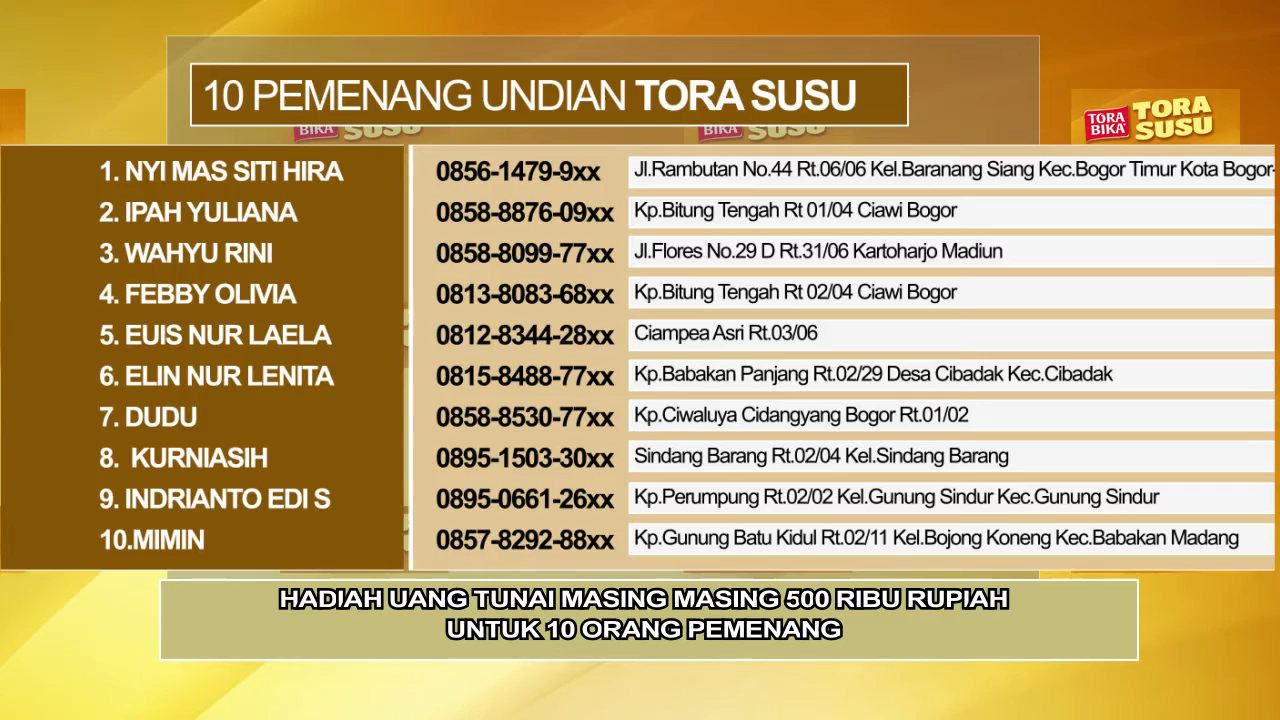 10 PEMENANG UNDIAN TORA SUSU
TORA BIKA TORA SUSU
BIKA SUSU BIKA SUSU
1. NYI MAS SITI HIRA 0856-1479-9xx Jl.Rambutan No.44 Rt.06/06 Kel.Baranang Siang Kec.Bogor Timur Kota Bogor-
2. IPAH YULIANA 0858-8876-09xx Kp.Bitung Tengah Rt 01/04 Ciawi Bogor
3. WAHYU RINI 0858-8099-77xx Jl.Flores No.29 D Rt.31/06 Kartoharjo Madiun
4. FEBBY OLIVIA 0813-8083-68xx Kp.Bitung Tengah Rt 02/04 Ciawi Bogor
5. EUIS NUR LAELA 0812-8344-28xx Ciampea Asri Rt.03/06
6. ELIN NUR LENITA 0815-8488-77xx Kp.Babakan Panjang Rt.02/29 Desa Cibadak Kec.Cibadak
7. DUDU 0858-8530-77xx Kp.Ciwaluya Cidangyang Bogor Rt.01/02
8. KURNIASIH 0895-1503-30xx Sindang Barang Rt.02/04 Kel.Sindang Barang
9. INDRIANTO EDI S 0895-0661-26xx Kp.Perumpung Rt.02/02 Kel.Gunung Sindur Kec.Gunung Sindur
10.MIMIN 0857-8292-88xx Kp.Gunung Batu Kidul Rt.02/11 Kel.Bojong Koneng Kec.Babakan Madang
HADIAH UANG TUNAI MASING MASING 500 RIBU RUPIAH
UNTUK 10 ORANG PEMENANG